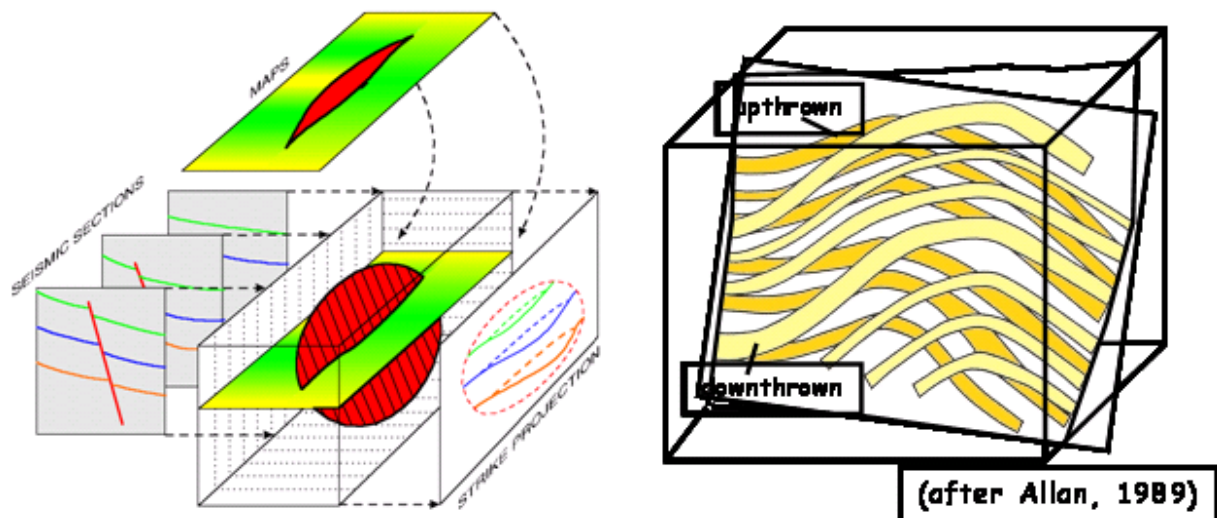 MAPS
SEISMIC SECTIONS
STRIKE PROJECTION
upthrown
downthrown
(after Allan, 1989)